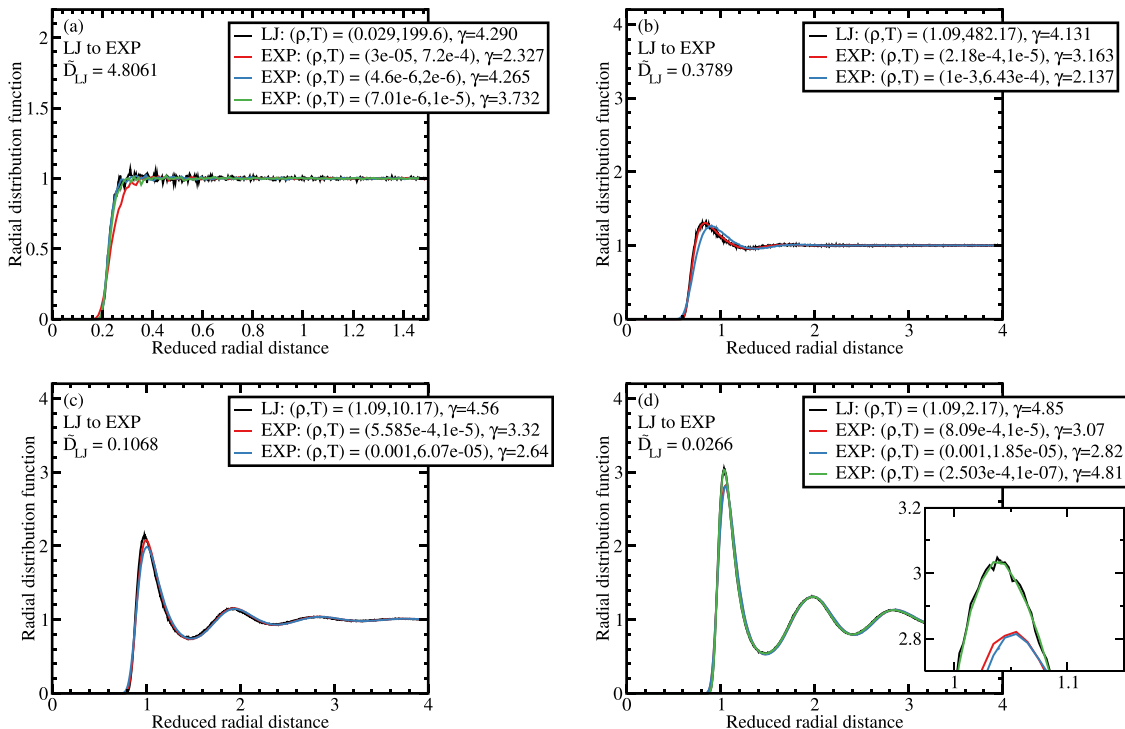 (a)
LJ to EXP
D̃_LJ = 4.8061
LJ: (ρ,T) = (0.029,199.6), γ=4.290
EXP: (ρ,T) = (3e-05, 7.2e-4), γ=2.327
EXP: (ρ,T) = (4.6e-6,2e-6), γ=4.265
EXP: (ρ,T) = (7.01e-6,1e-5), γ=3.732
Radial distribution function
2
1.5
1
0.5
0
0 0.2 0.4 0.6 0.8 1 1.2 1.4
Reduced radial distance
(b)
LJ to EXP
D̃_LJ = 0.3789
LJ: (ρ,T) = (1.09,482.17), γ=4.131
EXP: (ρ,T) = (2.18e-4,1e-5), γ=3.163
EXP: (ρ,T) = (1e-3,6.43e-4), γ=2.137
Radial distribution function
4
3
2
1
0
0 1 2 3 4
Reduced radial distance
(c)
LJ to EXP
D̃_LJ = 0.1068
LJ: (ρ,T) = (1.09,10.17), γ=4.56
EXP: (ρ,T) = (5.585e-4,1e-5), γ=3.32
EXP: (ρ,T) = (0.001,6.07e-05), γ=2.64
Radial distribution function
4
3
2
1
0
0 1 2 3 4
Reduced radial distance
(d)
LJ to EXP
D̃_LJ = 0.0266
LJ: (ρ,T) = (1.09,2.17), γ=4.85
EXP: (ρ,T) = (8.09e-4,1e-5), γ=3.07
EXP: (ρ,T) = (0.001,1.85e-05), γ=2.82
EXP: (ρ,T) = (2.503e-4,1e-07), γ=4.81
Radial distribution function
4
3
2
1
0
0 1 2 3 4
Reduced radial distance
3.2
3
2.8
1 1.1